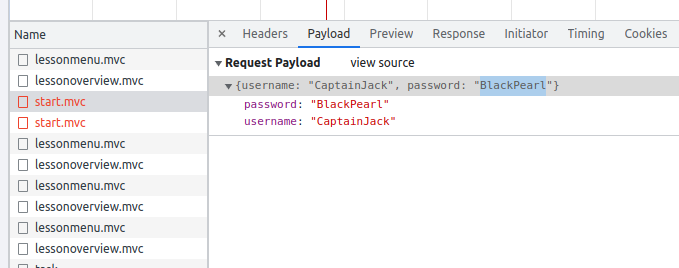 Name
lessonmenu.mvc
lessonoverview.mvc
start.mvc
start.mvc
lessonmenu.mvc
lessonoverview.mvc
lessonmenu.mvc
lessonoverview.mvc
lessonmenu.mvc
lessonoverview.mvc
× Headers Payload Preview Response Initiator Timing Cookies
▼ Request Payload view source
▼{username: "CaptainJack", password: "BlackPearl"}
password: "BlackPearl"
username: "CaptainJack"